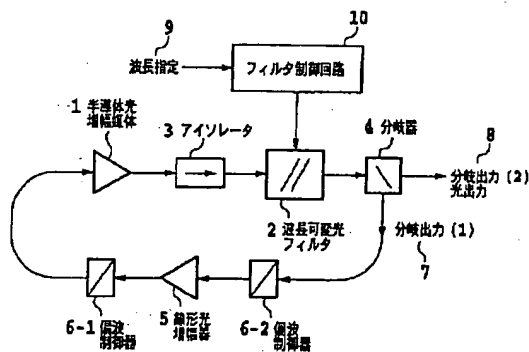 9
波長指定
10
フィルタ制御回路
1 半導体光
増幅媒体
3 アイソレータ
4 分岐器
8
分岐出力 (2)
光出力
2 波長可変光
フィルタ
分岐出力 (1)
7
6-1 偏波
制御器
5 線形光
増幅器
6-2 偏波
制御器